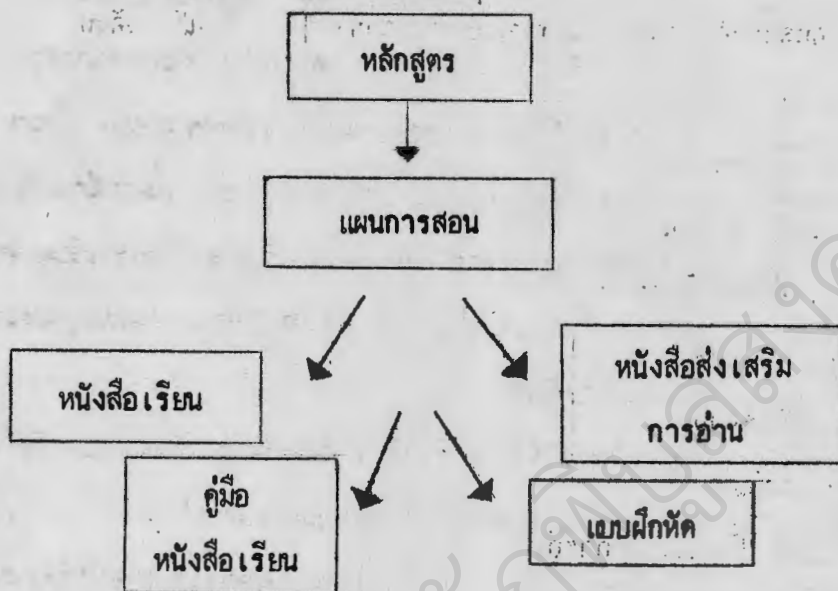 หลักสูตร
แผนการสอน
หนังสือเรียน
หนังสือส่งเสริม
การอ่าน
คู่มือ
หนังสือเรียน
แบบฝึกหัด